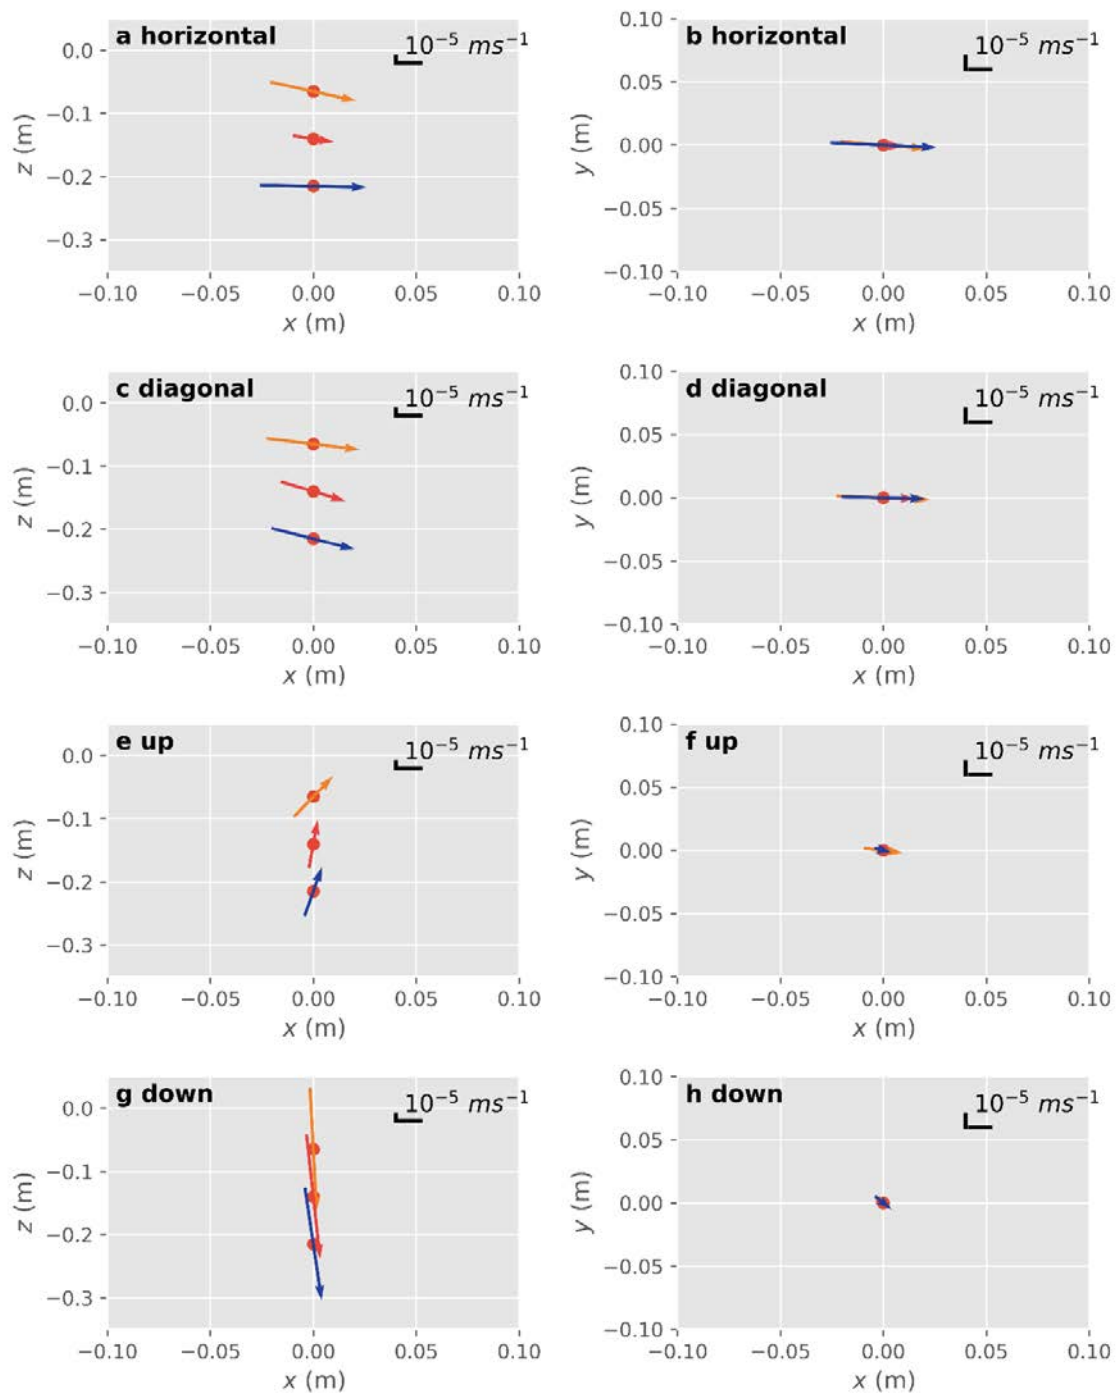 a horizontal
10⁻⁵ ms⁻¹
0.0
−0.1
−0.2
−0.3
z (m)
−0.10 −0.05 0.00 0.05 0.10
x (m)
b horizontal
10⁻⁵ ms⁻¹
0.10
0.05
0.00
−0.05
−0.10
y (m)
−0.10 −0.05 0.00 0.05 0.10
x (m)
c diagonal
10⁻⁵ ms⁻¹
0.0
−0.1
−0.2
−0.3
z (m)
−0.10 −0.05 0.00 0.05 0.10
x (m)
d diagonal
10⁻⁵ ms⁻¹
0.10
0.05
0.00
−0.05
−0.10
y (m)
−0.10 −0.05 0.00 0.05 0.10
x (m)
e up
10⁻⁵ ms⁻¹
0.0
−0.1
−0.2
−0.3
z (m)
−0.10 −0.05 0.00 0.05 0.10
x (m)
f up
10⁻⁵ ms⁻¹
0.10
0.05
0.00
−0.05
−0.10
y (m)
−0.10 −0.05 0.00 0.05 0.10
x (m)
g down
10⁻⁵ ms⁻¹
0.0
−0.1
−0.2
−0.3
z (m)
−0.10 −0.05 0.00 0.05 0.10
x (m)
h down
10⁻⁵ ms⁻¹
0.10
0.05
0.00
−0.05
−0.10
y (m)
−0.10 −0.05 0.00 0.05 0.10
x (m)